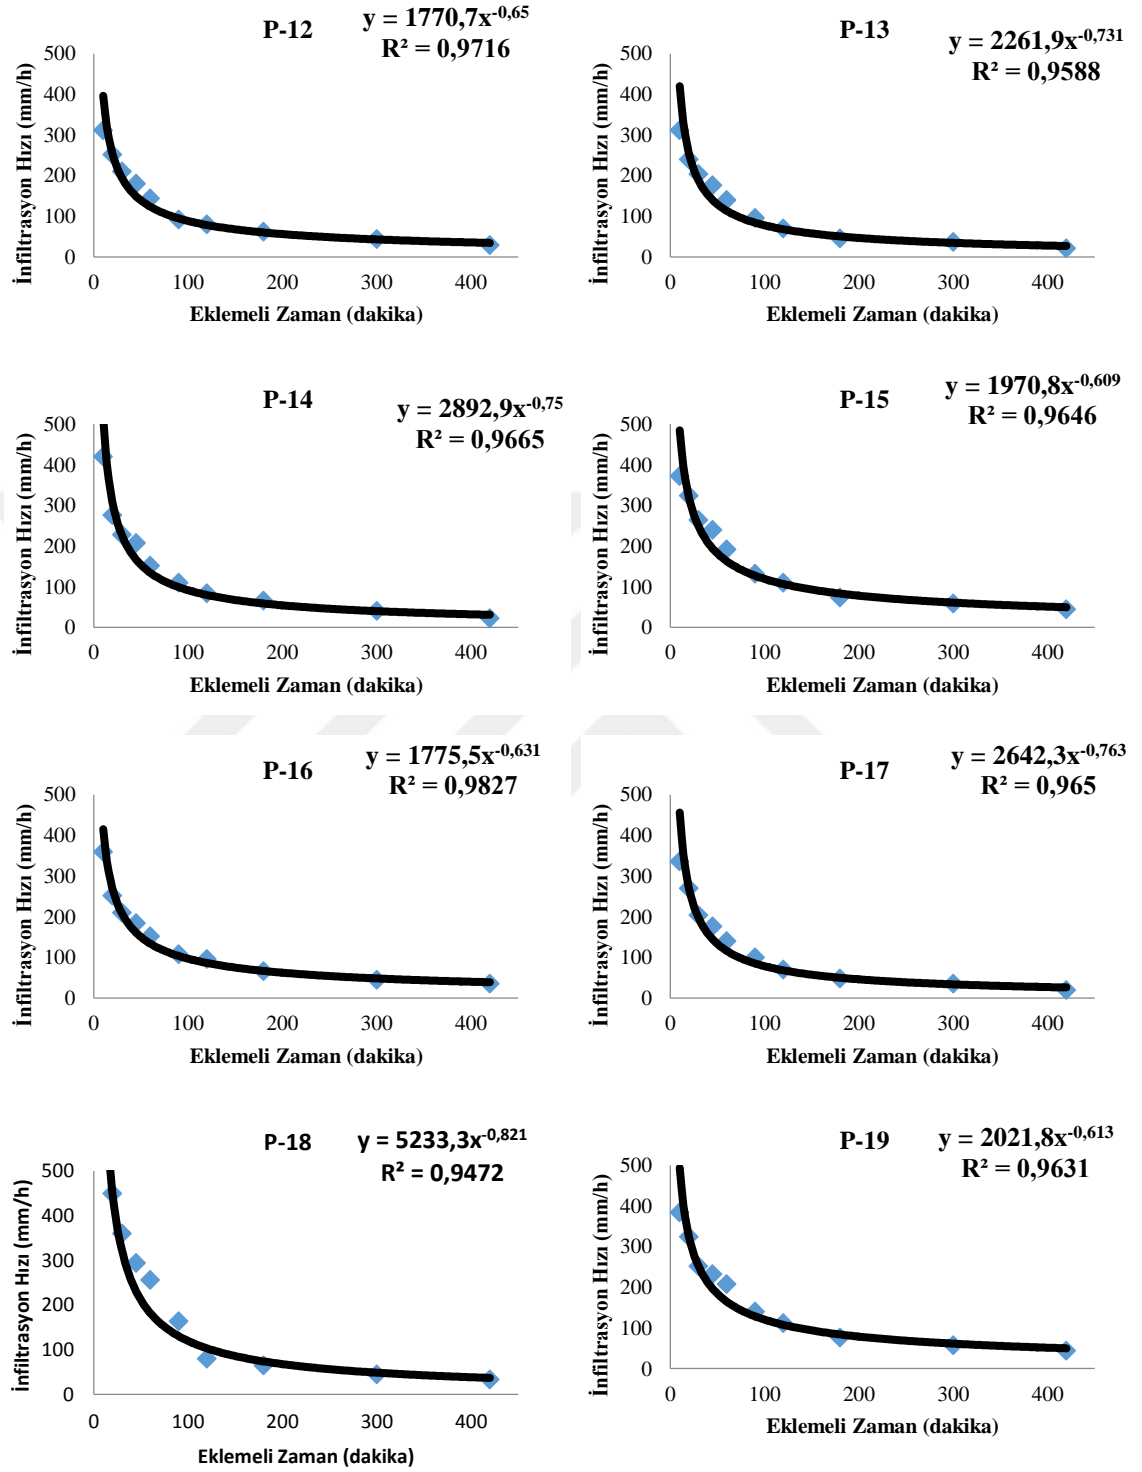 P-12
y = 1770,7x-0,65
R² = 0,9716
İnfiltrasyon Hızı (mm/h)
500
400
300
200
100
0
0 100 200 300 400
Eklemeli Zaman (dakika)
P-13
y = 2261,9x-0,731
R² = 0,9588
İnfiltrasyon Hızı (mm/h)
500
400
300
200
100
0
0 100 200 300 400
Eklemeli Zaman (dakika)
P-14
y = 2892,9x-0,75
R² = 0,9665
İnfiltrasyon Hızı (mm/h)
500
400
300
200
100
0
0 100 200 300 400
Eklemeli Zaman (dakika)
P-15
y = 1970,8x-0,609
R² = 0,9646
İnfiltrasyon Hızı (mm/h)
500
400
300
200
100
0
0 100 200 300 400
Eklemeli Zaman (dakika)
P-16
y = 1775,5x-0,631
R² = 0,9827
İnfiltrasyon Hızı (mm/h)
500
400
300
200
100
0
0 100 200 300 400
Eklemeli Zaman (dakika)
P-17
y = 2642,3x-0,763
R² = 0,965
İnfiltrasyon Hızı (mm/h)
500
400
300
200
100
0
0 100 200 300 400
Eklemeli Zaman (dakika)
P-18
y = 5233,3x-0,821
R² = 0,9472
İnfiltrasyon Hızı (mm/h)
500
400
300
200
100
0
0 100 200 300 400
Eklemeli Zaman (dakika)
P-19
y = 2021,8x-0,613
R² = 0,9631
İnfiltrasyon Hızı (mm/h)
500
400
300
200
100
0
0 100 200 300 400
Eklemeli Zaman (dakika)